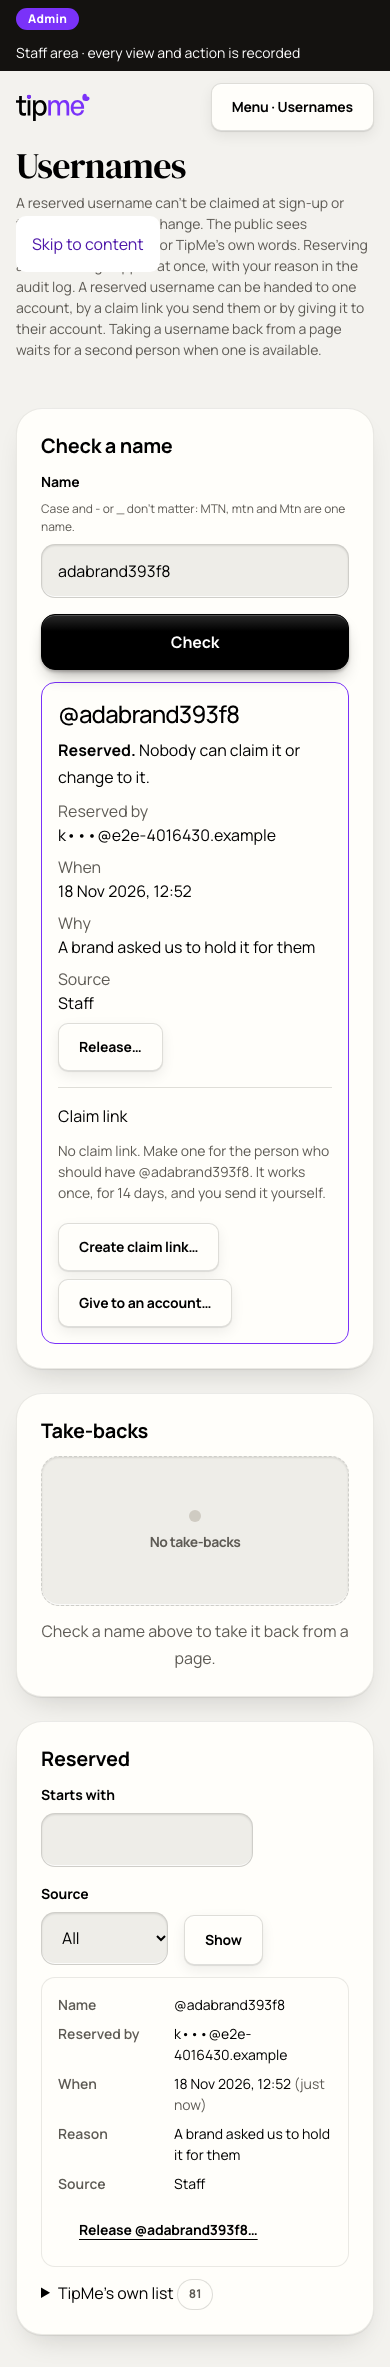 Admin
Staff area · every view and action is recorded
tipme
Menu · Usernames
Usernames
A reserved username can't be claimed at sign-up or
hange. The public sees
Skip to content
or TipMe's own words. Reserving
at once, with your reason in the
audit log. A reserved username can be handed to one
account, by a claim link you send them or by giving it to
their account. Taking a username back from a page
waits for a second person when one is available.
Check a name
Name
Case and - or _ don't matter: MTN, mtn and Mtn are one
name.
adabrand393f8
Check
@adabrand393f8
Reserved. Nobody can claim it or
change to it.
Reserved by
k•••@e2e-4016430.example
When
18 Nov 2026, 12:52
Why
A brand asked us to hold it for them
Source
Staff
Release…
Claim link
No claim link. Make one for the person who
should have @adabrand393f8. It works
once, for 14 days, and you send it yourself.
Create claim link…
Give to an account…
Take-backs
No take-backs
Check a name above to take it back from a
page.
Reserved
Starts with
Source
All
Show
Name @adabrand393f8
Reserved by k•••@e2e-
4016430.example
When 18 Nov 2026, 12:52 (just
now)
Reason A brand asked us to hold
it for them
Source Staff
Release @adabrand393f8…
TipMe's own list 81